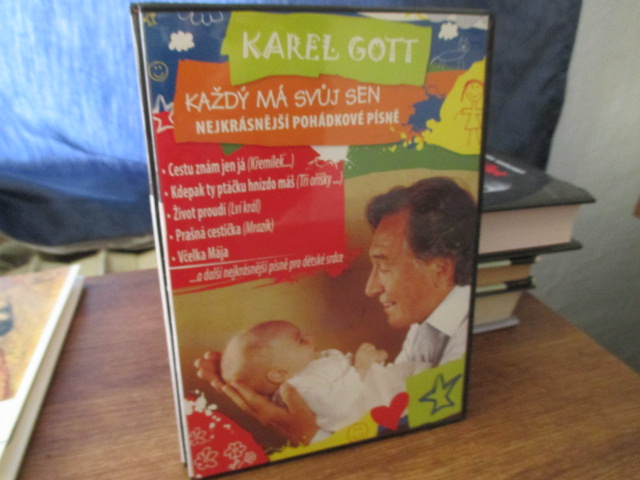 KAREL GOTT
KAŽDÝ MÁ SVŮJ SEN
NEJKRÁSNĚJŠÍ POHÁDKOVÉ PÍSNĚ
• Cestu znám jen já (Křemílek...)
• Kdepak ty ptáčku hnízdo máš (Tři oříšky ...)
• Život proudí (Lví král)
• Prašná cestička (Mrazík)
• Včelka Mája
...a další nejkrásnější písně pro dětské srdce